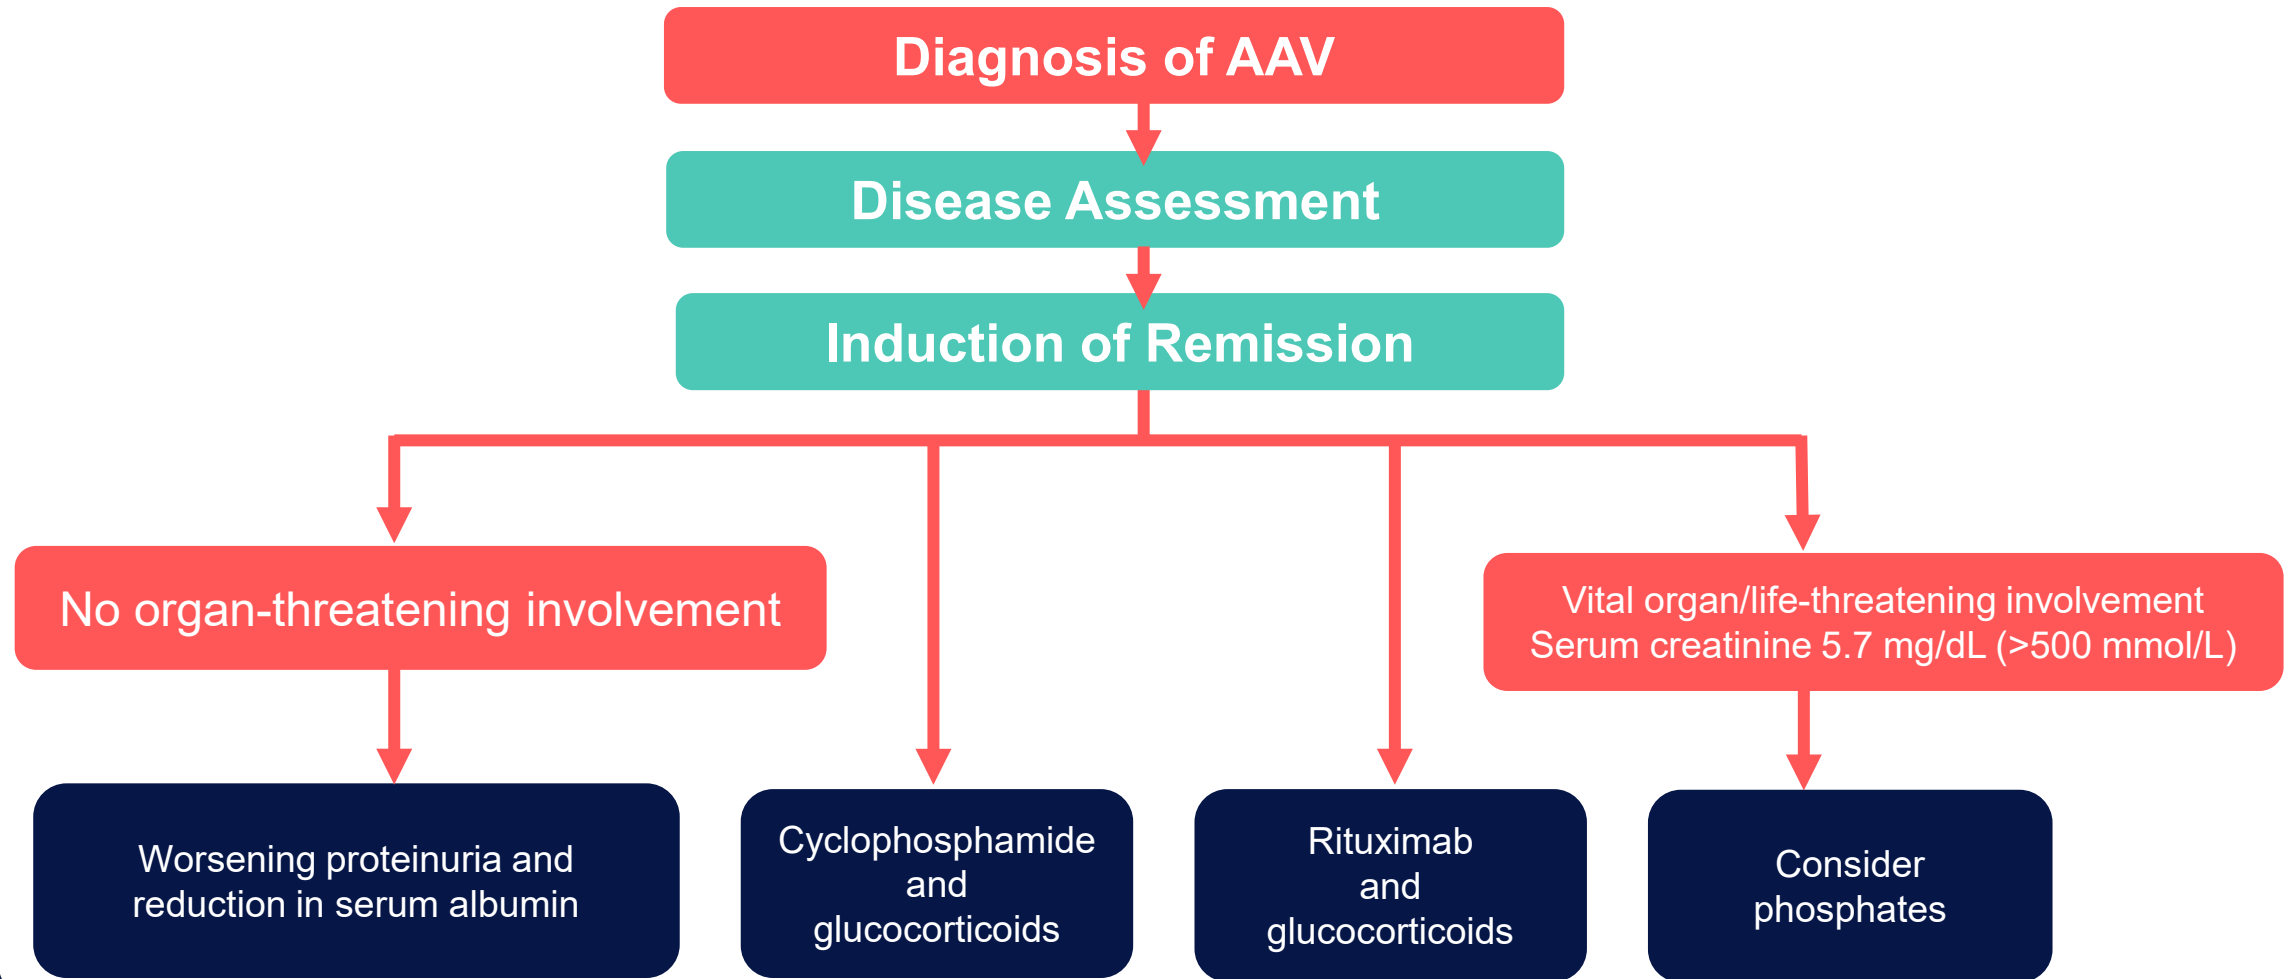 Diagnosis of AAV
Disease Assessment
Induction of Remission
No organ-threatening involvement
Vital organ/life-threatening involvement
Serum creatinine 5.7 mg/dL (>500 mmol/L)
Worsening proteinuria and
reduction in serum albumin
Cyclophosphamide
and
glucocorticoids
Rituximab
and
glucocorticoids
Consider
phosphates